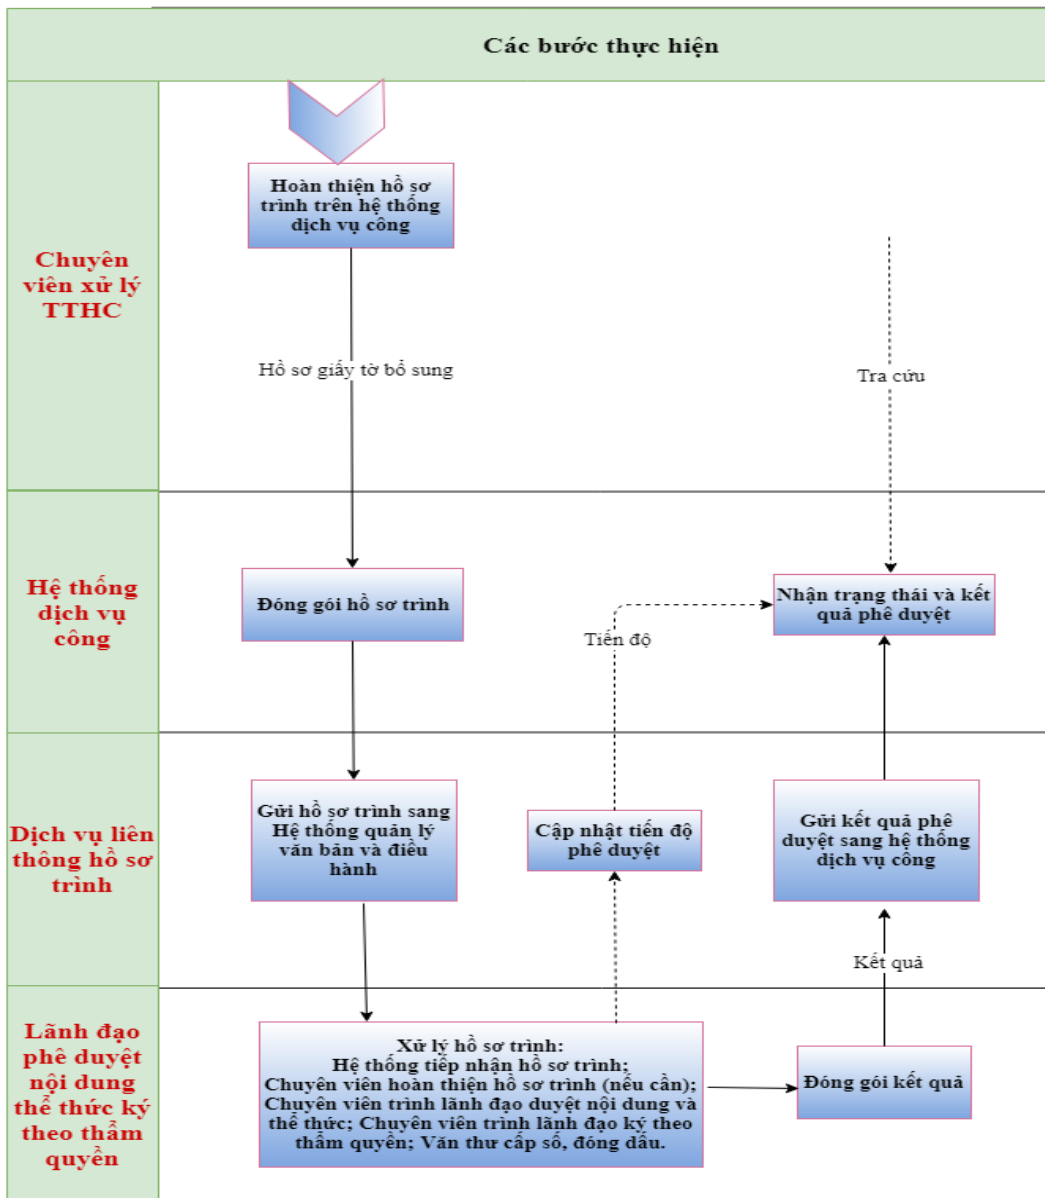 Các bước thực hiện
Chuyên
viên xử lý
TTHC
Hoàn thiện hồ sơ
trình trên hệ thống
dịch vụ công
Hồ sơ giấy tờ bổ sung
Tra cứu
Hệ thống
dịch vụ
công
Đóng gói hồ sơ trình
Tiến độ
Nhận trạng thái và kết
quả phê duyệt
Dịch vụ liên
thông hồ sơ
trình
Gửi hồ sơ trình sang
Hệ thống quản lý
văn bản và điều
hành
Cập nhật tiến độ
phê duyệt
Gửi kết quả phê
duyệt sang hệ thống
dịch vụ công
Kết quả
Lãnh đạo
phê duyệt
nội dung
thể thức ký
theo thẩm
quyền
Xử lý hồ sơ trình:
Hệ thống tiếp nhận hồ sơ trình;
Chuyên viên hoàn thiện hồ sơ trình (nếu cần);
Chuyên viên trình lãnh đạo duyệt nội dung và
thể thức; Chuyên viên trình lãnh đạo ký theo
thẩm quyền; Văn thư cấp số, đóng dấu.
Đóng gói kết quả